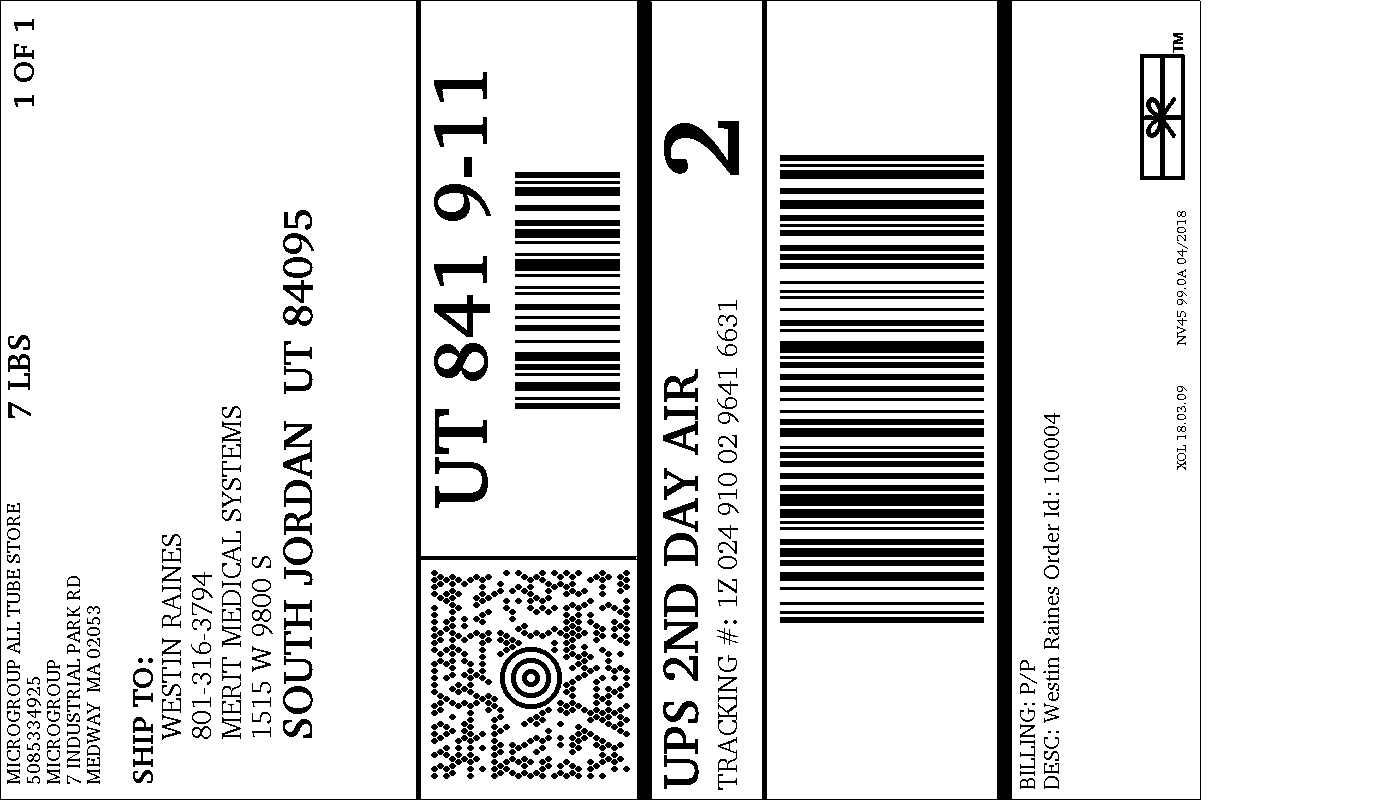 MICROGROUP ALL TUBE STORE
5085334925
MICROGROUP
7 INDUSTRIAL PARK RD
MEDWAY  MA 02053
7 LBS
1 OF 1
SHIP TO:
WESTIN RAINES
801-316-3794
MERIT MEDICAL SYSTEMS
1515 W 9800 S
SOUTH JORDAN  UT 84095
UT 841 9-11
UPS 2ND DAY AIR
2
TRACKING #: 1Z 024 910 02 9641 6631
BILLING: P/P
DESC: Westin Raines Order Id: 100004
XOL 18.03.09
NV45 99.0A 04/2018
TM